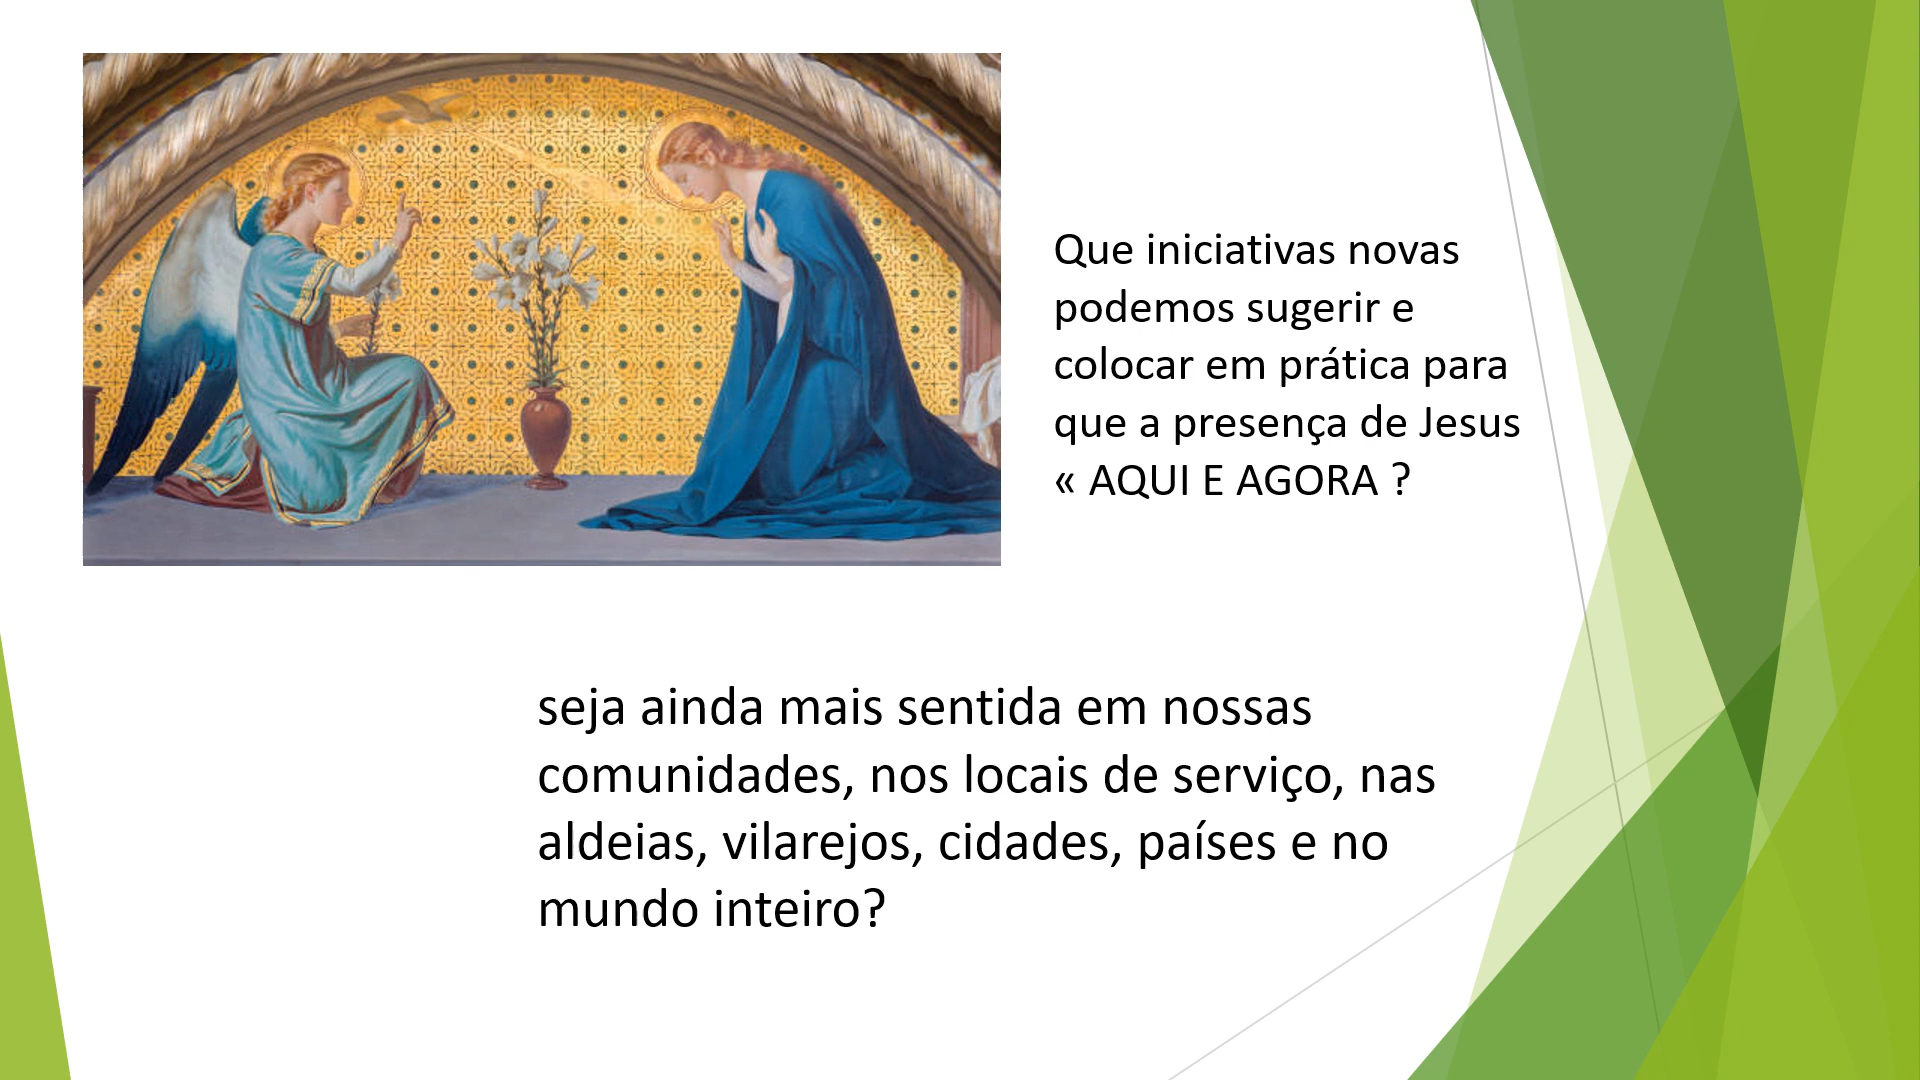 Que iniciativas novas
podemos sugerir e
colocar em prática para
que a presença de Jesus
« AQUI E AGORA ?
seja ainda mais sentida em nossas
comunidades, nos locais de serviço, nas
aldeias, vilarejos, cidades, países e no
mundo inteiro?